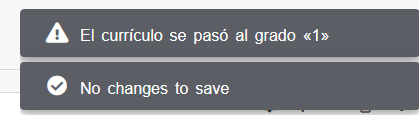 El currículo se pasó al grado «1»
No changes to save